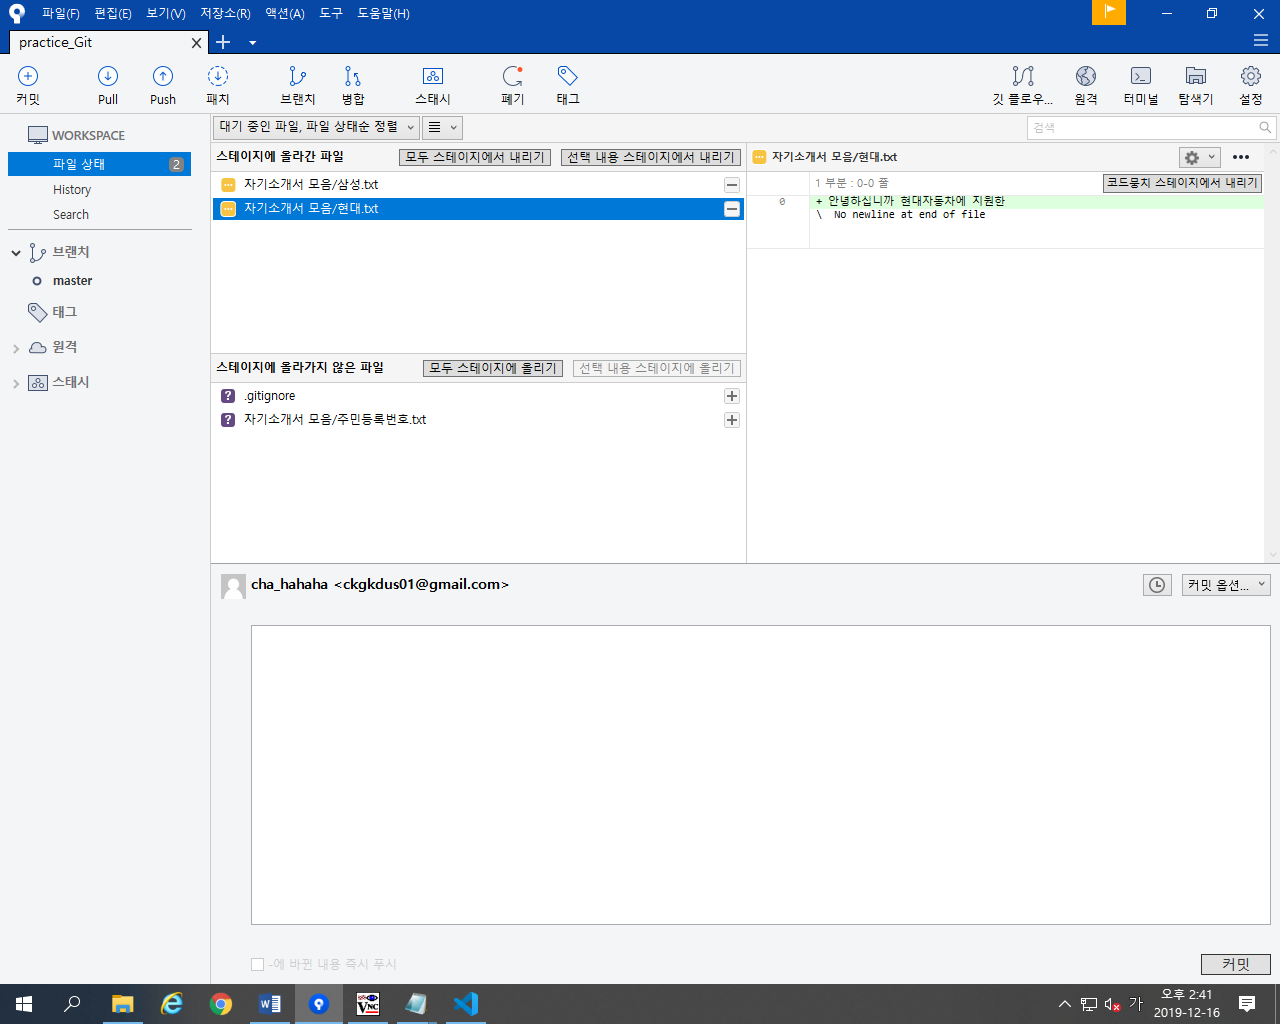 파일(F) 편집(E) 보기(V) 저장소(R) 액션(A) 도구 도움말(H)
practice_Git
커밋 Pull Push 패치 브랜치 병합 스태시 폐기 태그 깃 플로우... 원격 터미널 탐색기 설정
WORKSPACE
파일 상태 2
History
Search
브랜치
master
태그
원격
스태시
대기 중인 파일, 파일 상태순 정렬
검색
스테이지에 올라간 파일 모두 스테이지에서 내리기 선택 내용 스테이지에서 내리기
자기소개서 모음/삼성.txt
자기소개서 모음/현대.txt
스테이지에 올라가지 않은 파일 모두 스테이지에 올리기 선택 내용 스테이지에 올리기
.gitignore
자기소개서 모음/주민등록번호.txt
자기소개서 모음/현대.txt
1 부분 : 0-0 줄 코드뭉치 스테이지에서 내리기
0 + 안녕하십니까 현대자동차에 지원한
\ No newline at end of file
cha_hahaha <ckgkdus01@gmail.com>
커밋 옵션...
-에 바뀐 내용 즉시 푸시
커밋
가 오후 2:41
2019-12-16